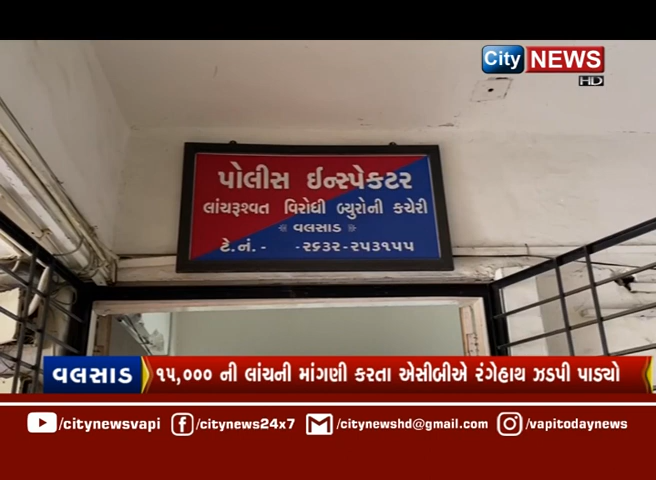 City NEWS
HD
પોલીસ ઈન્સ્પેકટર
લાંચરૂશ્વત વિરોધી બ્યુરોની કચેરી
વલસાડ
ટે.નં.- -૨૬૩૨-૨૫૩૧૫૫
વલસાડ ૧૫,૦૦૦ ની લાંચની માંગણી કરતા એસીબીએ રંગેહાથ ઝડપી પાડ્યો
/citynewsvapi /citynews24x7 /citynewshd@gmail.com /vapitodaynews